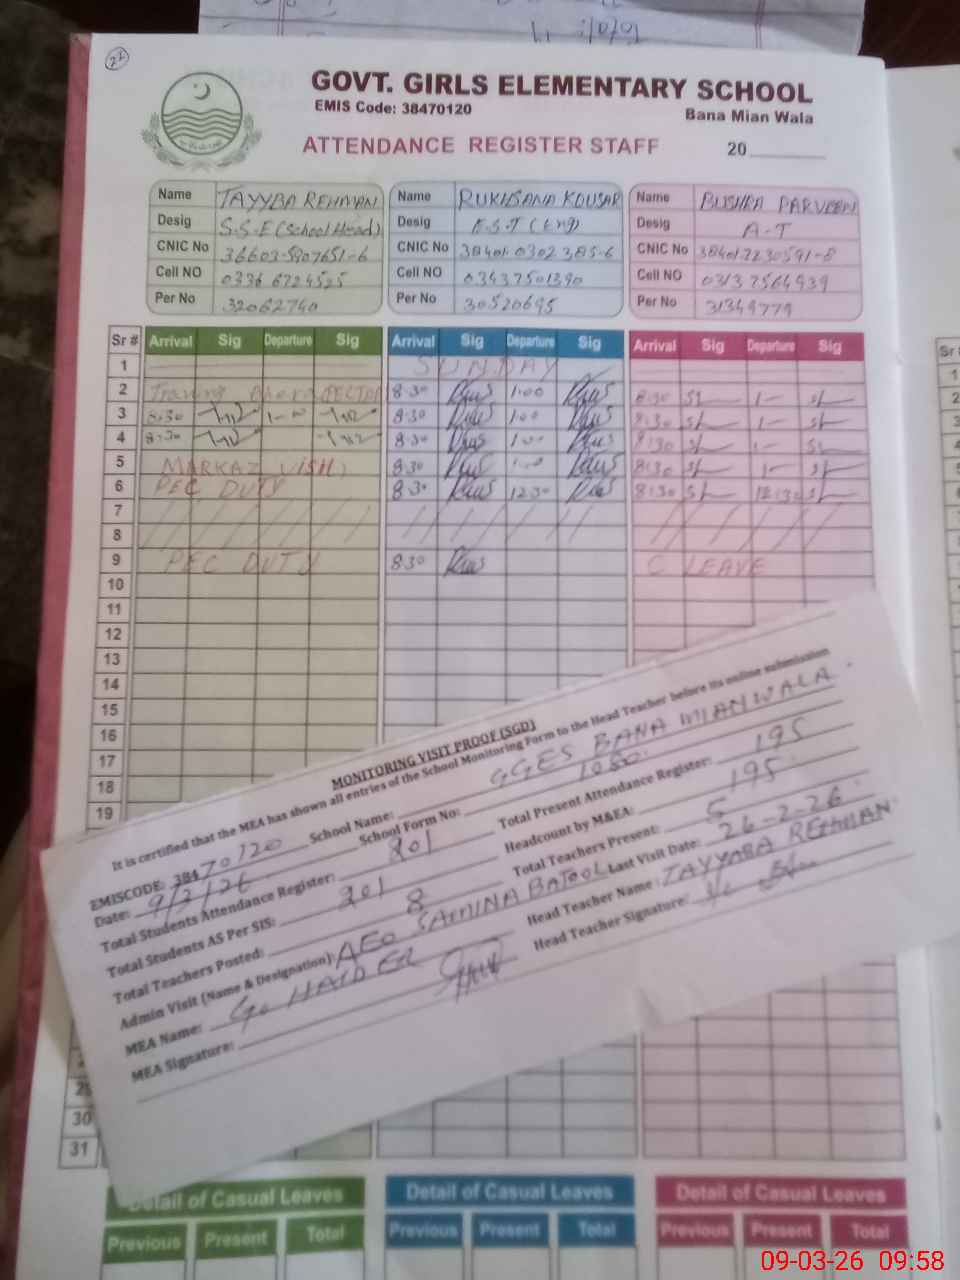 22
GOVT. GIRLS ELEMENTARY SCHOOL
EMIS Code: 38470120
Bana Mian Wala
ATTENDANCE REGISTER STAFF 20
Name TAYYBA REHMAN Name RUKHSANA KOUSAR Name BUSHRA PARVEEN
Desig S.S.E (School Head) Desig E.S.T (Eng) Desig A-T
CNIC No 36603-5907651-6 CNIC No 38401-0302385-6 CNIC No 38401-7230591-8
Cell NO 0336 6724525 Cell NO 03437501390 Cell NO 03137564939
Per No 32062740 Per No 30520695 Per No 31349779
Sr # Arrival Sig Departure Sig Arrival Sig Departure Sig Arrival Sig Departure Sig
1 SUNDAY
2 Training 8:30 1:00 8:30 1-
3 8:30 8:30 1:00 8:30 1-
4 8:30 8:30 1:00 8:30 1-
5 MARKAZ VISIT 8:30 8:30 1-
6 PEC DUTY 8:30 12:30 8:30 12:30
7
8
9 PEC DUTY 8:30 C LEAVE
10
11
12
13
14
15
16
17
18
19
MONITORING VISIT PROOF (SGD)
It is certified that the MEA has shown all entries of the School Monitoring Form to the Head Teacher before its online submission
EMISCODE: 38470120 School Name: GGES BANA MIANWALA
Date: 9/3/26 School Form No: 1080
Total Students Attendance Register: 201 Total Present Attendance Register: 195
Total Students AS Per SIS: 201 Headcount by M&EA: 195
Total Teachers Posted: 8 Total Teachers Present: 5
Admin Visit (Name & Designation): AEO SAMINA BATOOL Last Visit Date: 26-2-26
MEA Name: G. HAIDER Head Teacher Name: TAYYABA REHMAN
MEA Signature: Head Teacher Signature:
29
30
31
Detail of Casual Leaves Detail of Casual Leaves Detail of Casual Leaves
Previous Present Total Previous Present Total Previous Present Total
09-03-26 09:58